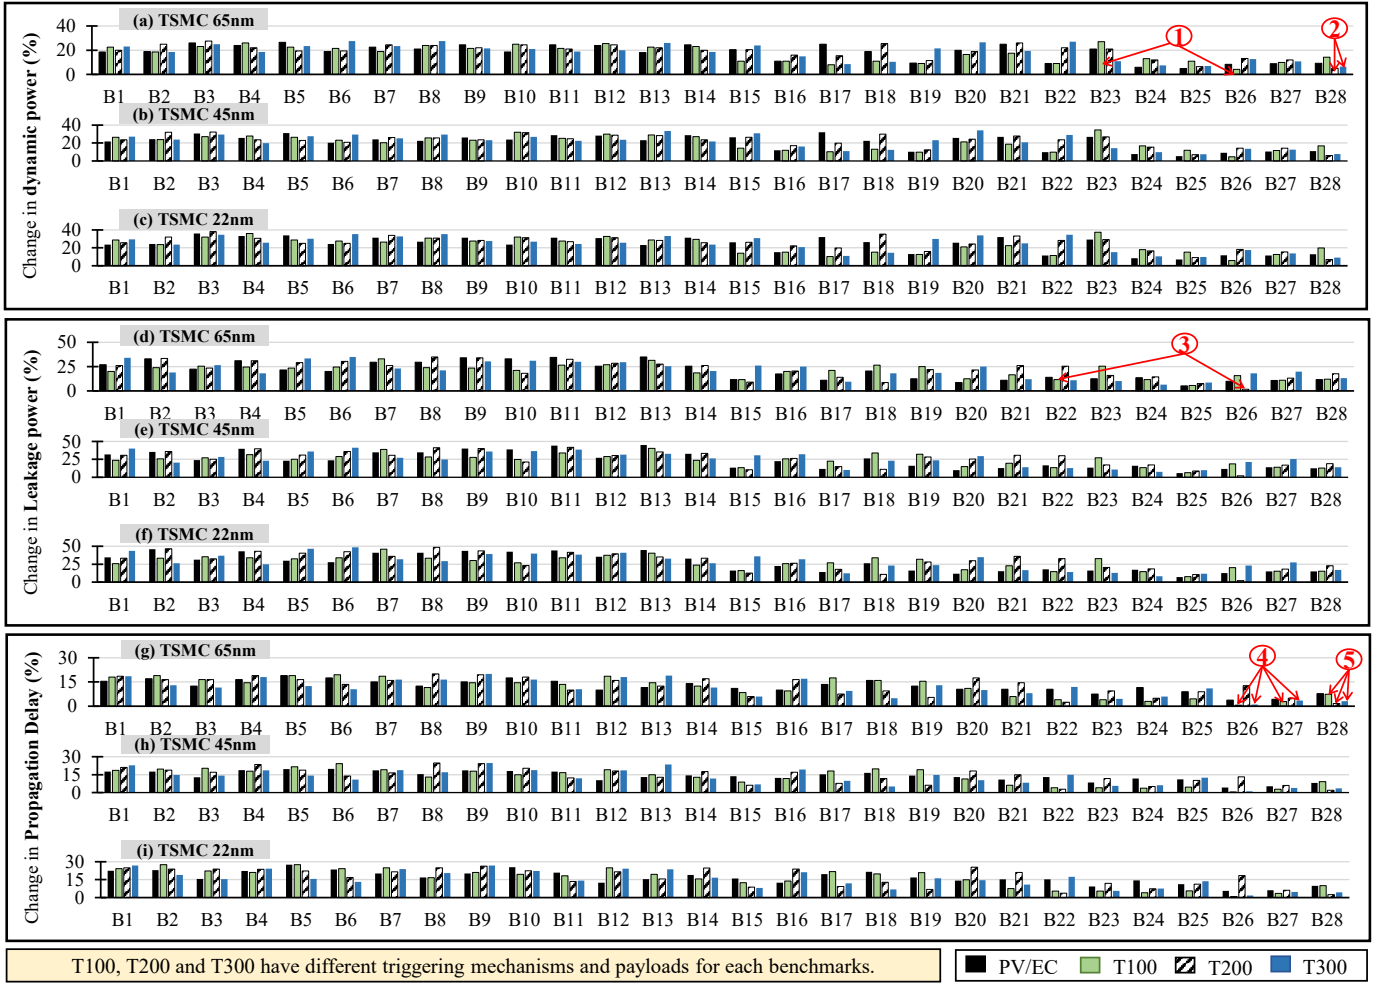 Change in dynamic power (%)
(a) TSMC 65nm
1
2
40
20
0
B1 B2 B3 B4 B5 B6 B7 B8 B9 B10 B11 B12 B13 B14 B15 B16 B17 B18 B19 B20 B21 B22 B23 B24 B25 B26 B27 B28
(b) TSMC 45nm
40
20
0
B1 B2 B3 B4 B5 B6 B7 B8 B9 B10 B11 B12 B13 B14 B15 B16 B17 B18 B19 B20 B21 B22 B23 B24 B25 B26 B27 B28
(c) TSMC 22nm
40
20
0
B1 B2 B3 B4 B5 B6 B7 B8 B9 B10 B11 B12 B13 B14 B15 B16 B17 B18 B19 B20 B21 B22 B23 B24 B25 B26 B27 B28
Change in Leakage power (%)
(d) TSMC 65nm
3
50
25
0
B1 B2 B3 B4 B5 B6 B7 B8 B9 B10 B11 B12 B13 B14 B15 B16 B17 B18 B19 B20 B21 B22 B23 B24 B25 B26 B27 B28
(e) TSMC 45nm
50
25
0
B1 B2 B3 B4 B5 B6 B7 B8 B9 B10 B11 B12 B13 B14 B15 B16 B17 B18 B19 B20 B21 B22 B23 B24 B25 B26 B27 B28
(f) TSMC 22nm
50
25
0
B1 B2 B3 B4 B5 B6 B7 B8 B9 B10 B11 B12 B13 B14 B15 B16 B17 B18 B19 B20 B21 B22 B23 B24 B25 B26 B27 B28
Change in Propagation Delay (%)
(g) TSMC 65nm
4
5
30
15
0
B1 B2 B3 B4 B5 B6 B7 B8 B9 B10 B11 B12 B13 B14 B15 B16 B17 B18 B19 B20 B21 B22 B23 B24 B25 B26 B27 B28
(h) TSMC 45nm
30
15
0
B1 B2 B3 B4 B5 B6 B7 B8 B9 B10 B11 B12 B13 B14 B15 B16 B17 B18 B19 B20 B21 B22 B23 B24 B25 B26 B27 B28
(i) TSMC 22nm
30
15
0
B1 B2 B3 B4 B5 B6 B7 B8 B9 B10 B11 B12 B13 B14 B15 B16 B17 B18 B19 B20 B21 B22 B23 B24 B25 B26 B27 B28
T100, T200 and T300 have different triggering mechanisms and payloads for each benchmarks.
PV/EC T100 T200 T300